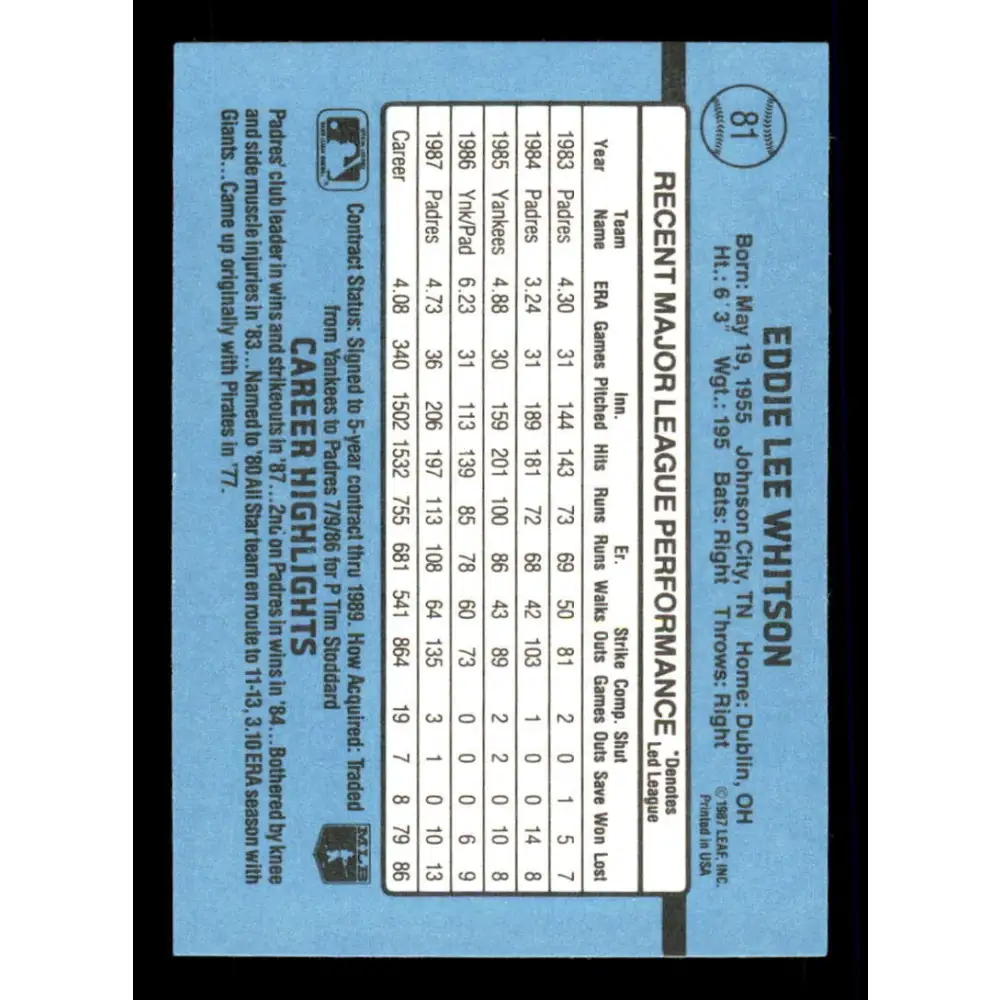 81
EDDIE LEE WHITSON
©1987 LEAF, INC.
Printed in USA
Born: May 19, 1955 Johnson City, TN Home: Dublin, OH
Ht.: 6'3" Wgt.: 195 Bats: Right Throws: Right
RECENT MAJOR LEAGUE PERFORMANCE *Denotes Led League
Team Inn. Er. Strike Comp. Shut
Year Name ERA Games Pitched Hits Runs Runs Walks Outs Games Outs Save Won Lost
1983 Padres 4.30 31 144 143 73 69 50 81 2 0 1 5 7
1984 Padres 3.24 31 189 181 72 68 42 103 1 0 0 14 8
1985 Yankees 4.88 30 159 201 100 86 43 89 2 2 0 10 8
1986 Ynk/Pad 6.23 31 113 139 85 78 60 73 0 0 0 6 9
1987 Padres 4.73 36 206 197 113 108 64 135 3 1 0 10 13
Career 4.08 340 1502 1532 755 681 541 864 19 7 8 79 86
Contract Status: Signed to 5-year contract thru 1989. How Acquired: Traded
from Yankees to Padres 7/9/86 for P Tim Stoddard
MLB
CAREER HIGHLIGHTS
Padres' club leader in wins and strikeouts in '87...2nd on Padres in wins in '84...Bothered by knee
and side muscle injuries in '83...Named to '80 All Star team en route to 11-13, 3.10 ERA season with
Giants...Came up originally with Pirates in '77.